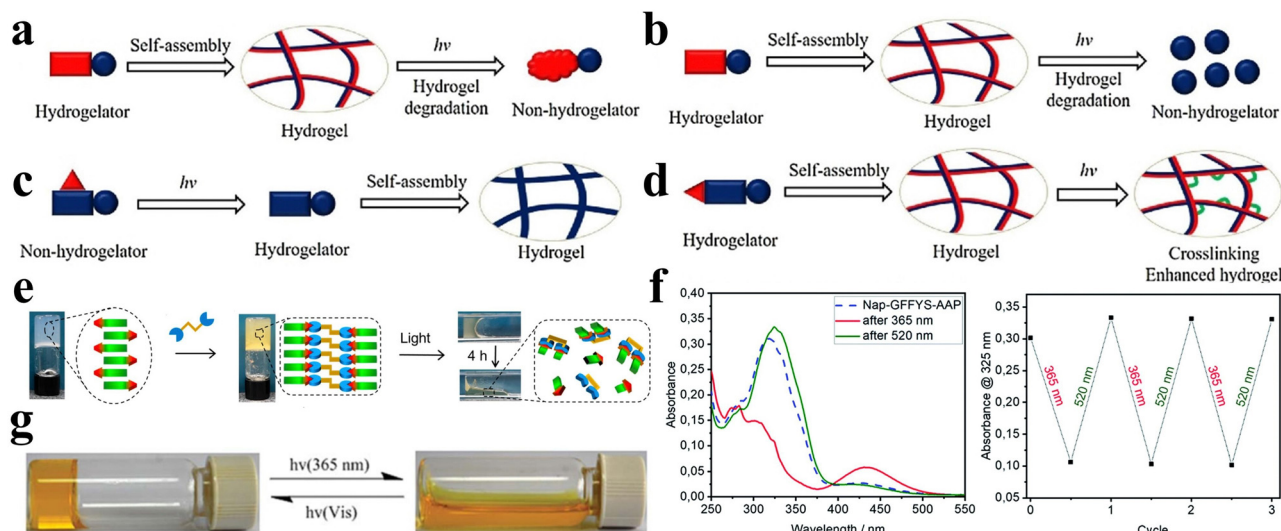 a
Self-assembly
hν
Hydrogel
degradation
Hydrogelator
Hydrogel
Non-hydrogelator
b
Self-assembly
hν
Hydrogel
degradation
Hydrogelator
Hydrogel
Non-hydrogelator
c
hν
Self-assembly
Non-hydrogelator
Hydrogelator
Hydrogel
d
Self-assembly
hν
Hydrogelator
Hydrogel
Crosslinking
Enhanced hydrogel
e
Light
4 h
f
Nap-GFFYS-AAP
after 365 nm
after 520 nm
Absorbance
0,40
0,35
0,30
0,25
0,20
0,15
0,10
0,05
0,00
250 300 350 400 450 500 550
Wavelength / nm
Absorbance @ 325 nm
0,35
0,30
0,25
0,20
0,15
0,10
0,05
365 nm
520 nm
365 nm
520 nm
365 nm
520 nm
0 1 2 3
Cycle
g
hv(365 nm)
hv(Vis)